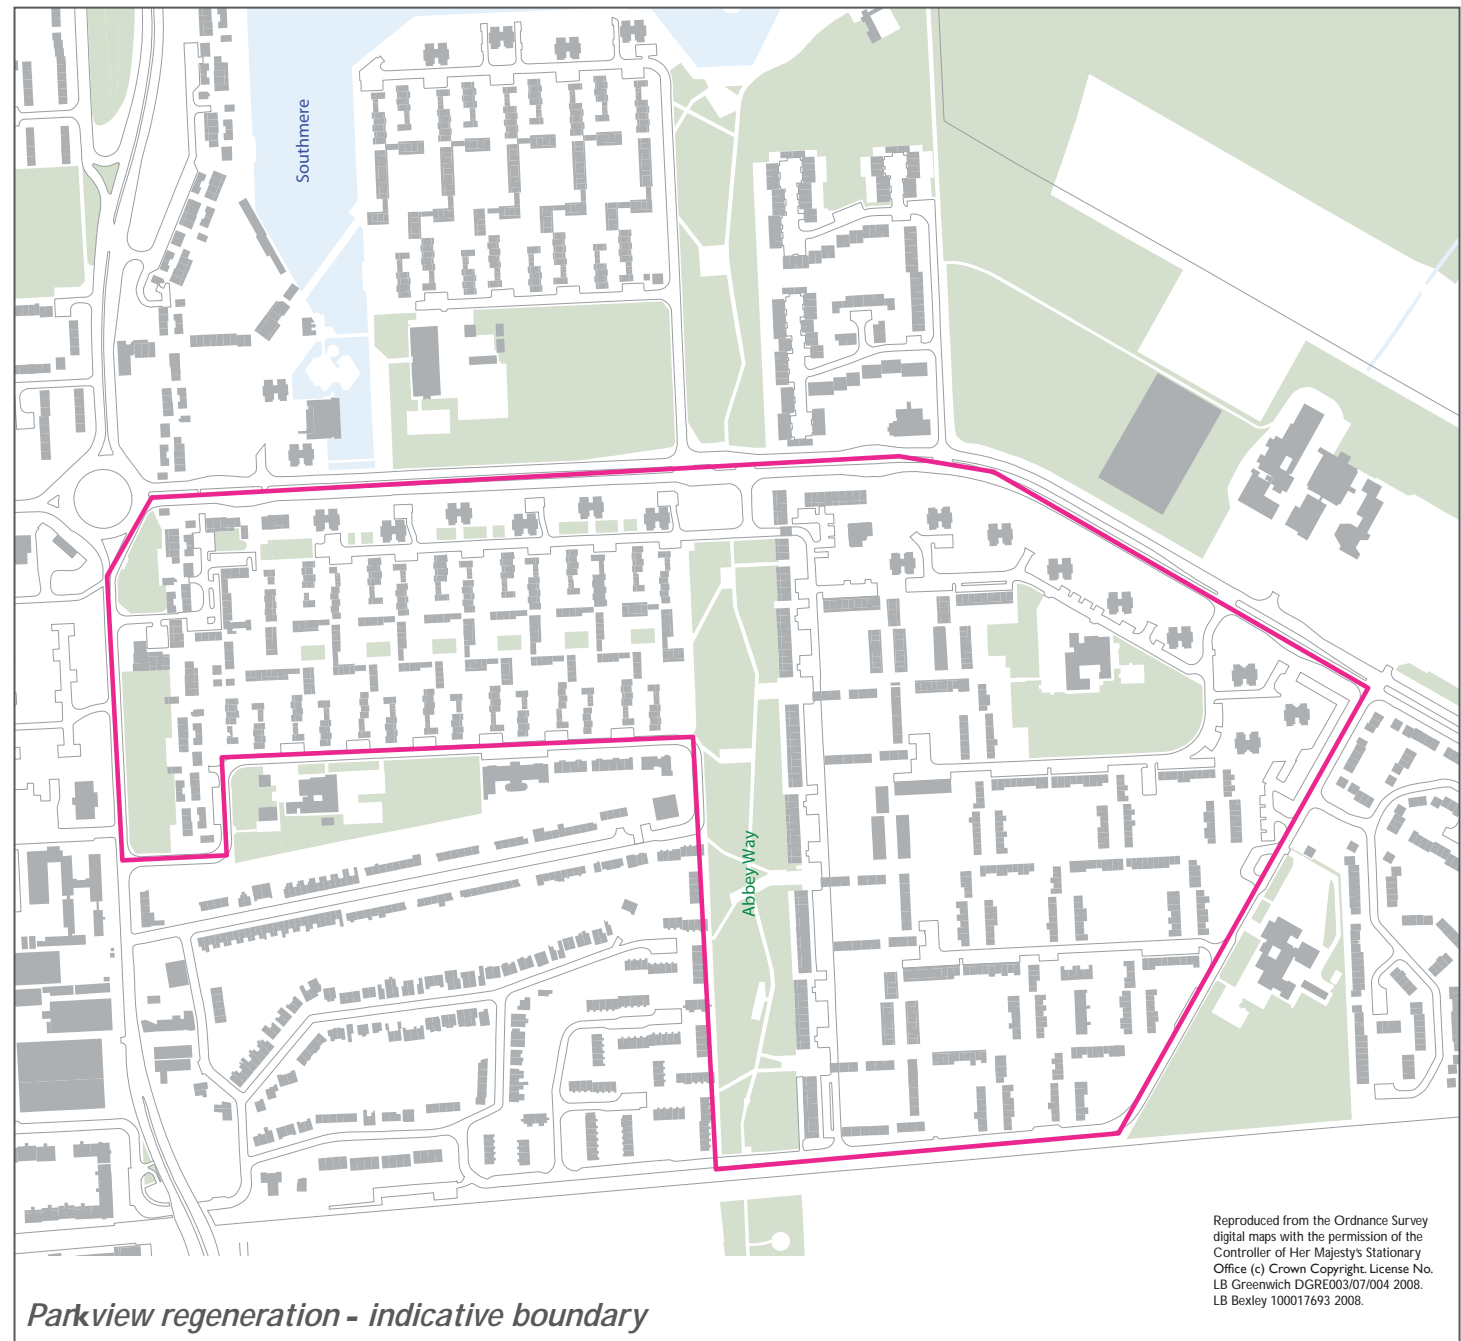 Southmere
Abbey Way
Reproduced from the Ordnance Survey
digital maps with the permission of the
Controller of Her Majesty's Stationary
Office (c) Crown Copyright. License No.
LB Greenwich DGRE003/07/004 2008.
LB Bexley 100017693 2008.
Parkview regeneration - indicative boundary